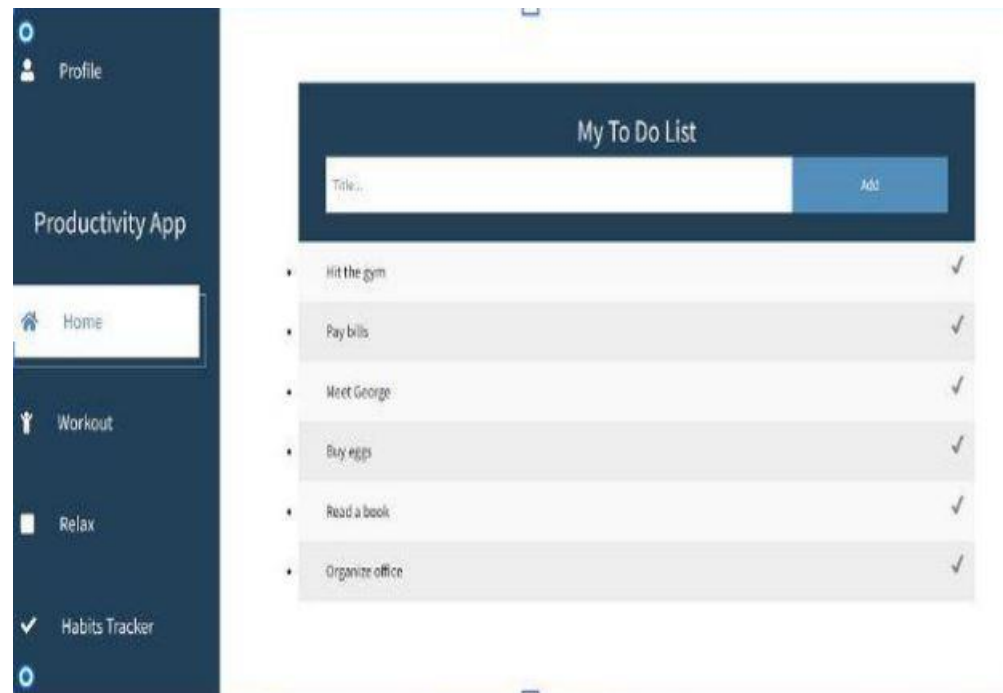 Profile
Productivity App
Home
Workout
Relax
Habits Tracker
My To Do List
Title...
Add
Hit the gym
Pay bills
Meet George
Buy eggs
Read a book
Organize office